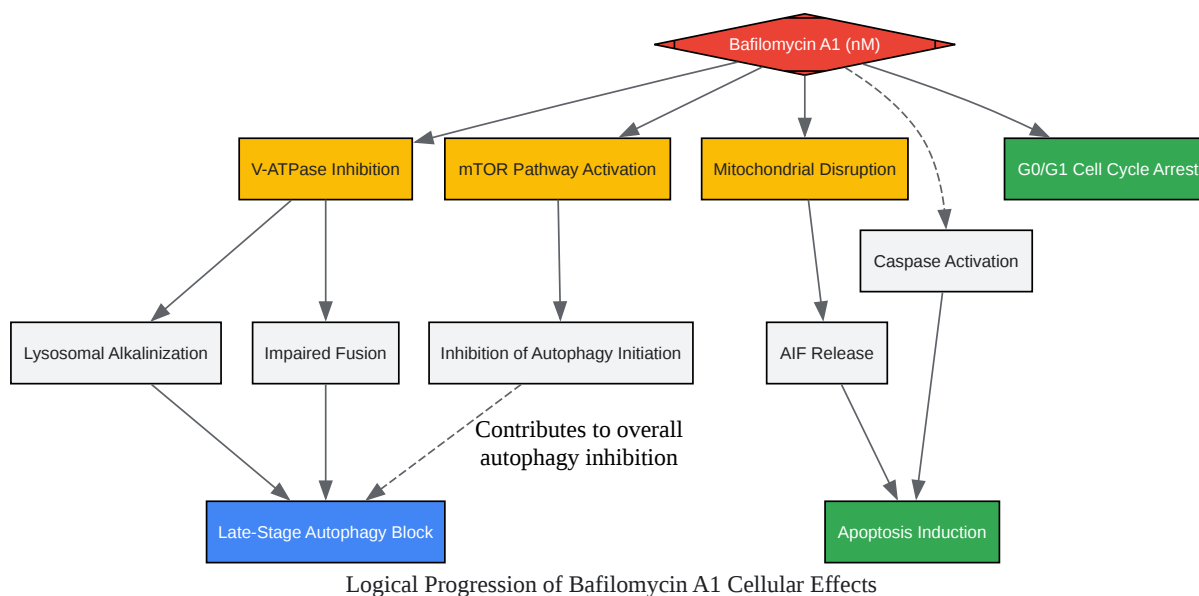 Bafilomycin A1 (nM)
V-ATPase Inhibition
mTOR Pathway Activation
Mitochondrial Disruption
G0/G1 Cell Cycle Arrest
Caspase Activation
Lysosomal Alkalinization
Impaired Fusion
Inhibition of Autophagy Initiation
AIF Release
Contributes to overall
autophagy inhibition
Late-Stage Autophagy Block
Apoptosis Induction
Logical Progression of Bafilomycin A1 Cellular Effects